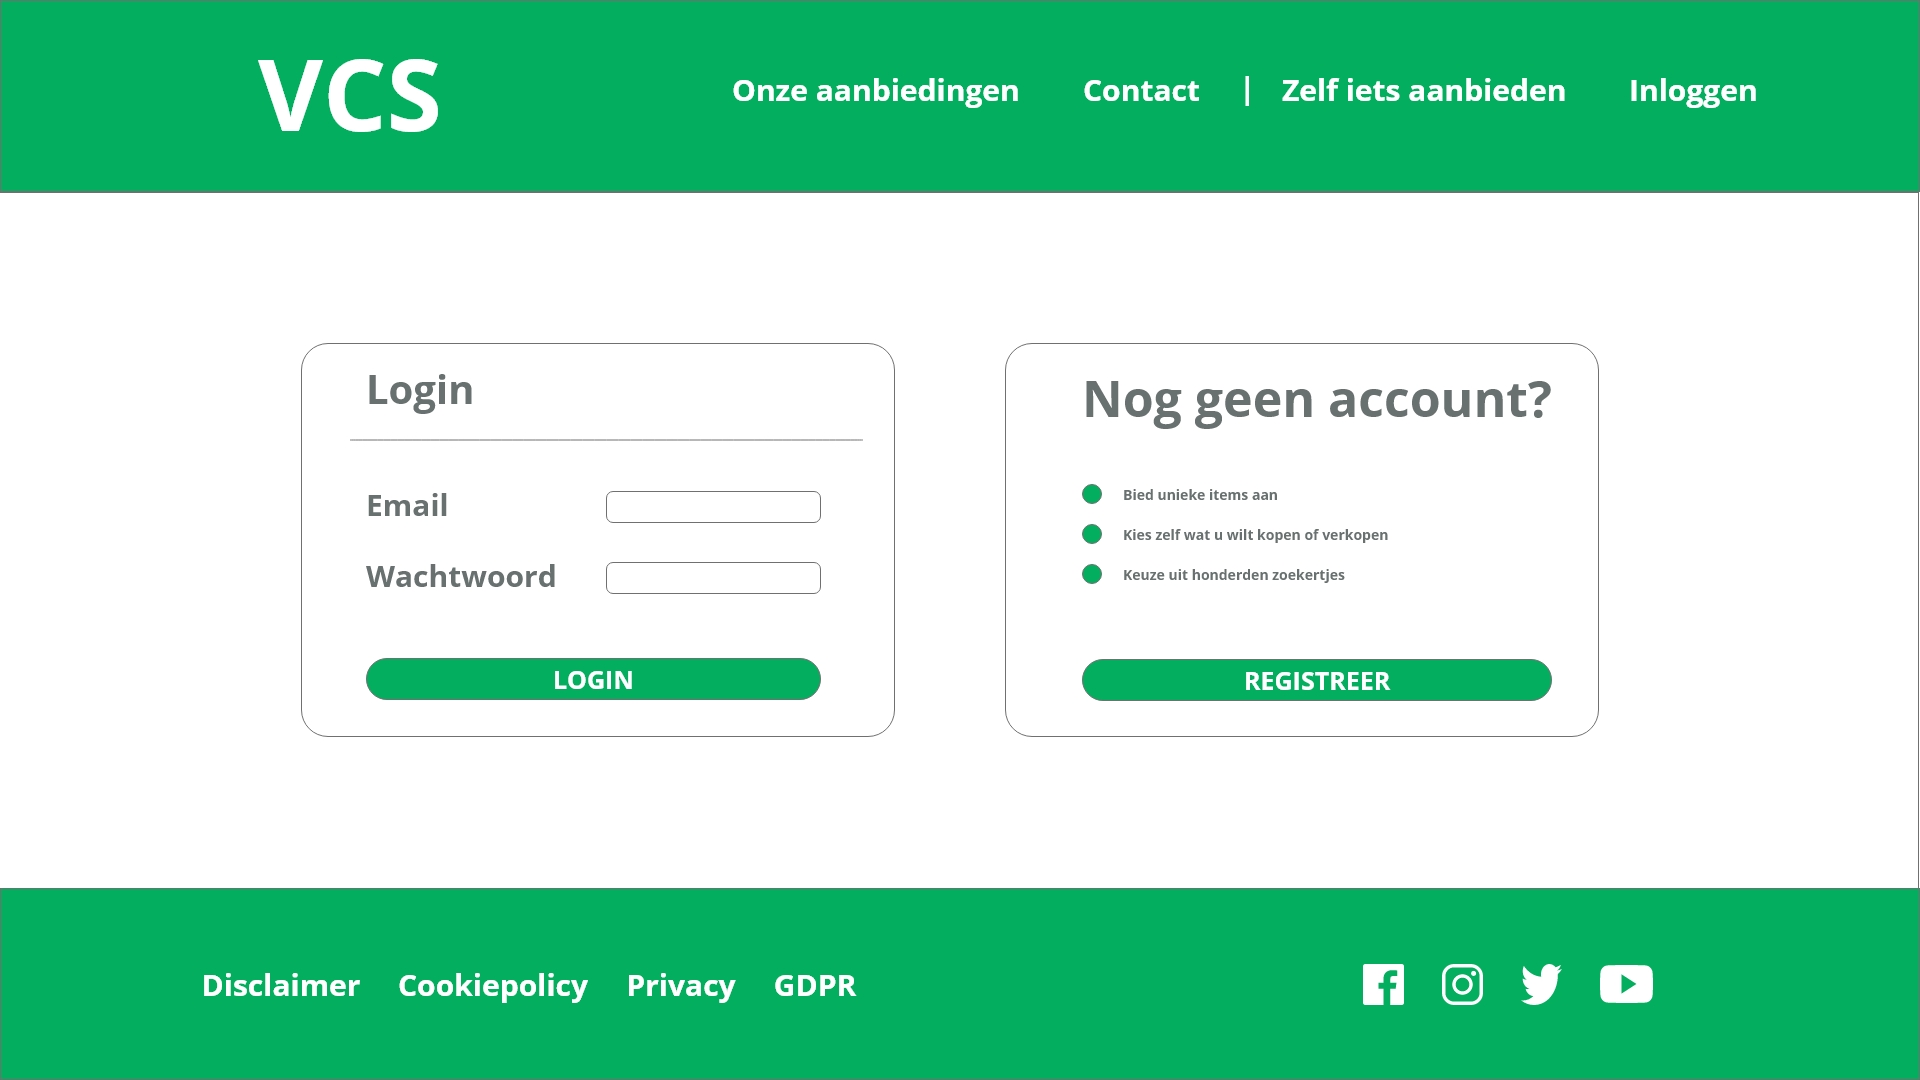 VCS
Onze aanbiedingen
Contact
|
Zelf iets aanbieden
Inloggen
Login
Email
Wachtwoord
LOGIN
Nog geen account?
Bied unieke items aan
Kies zelf wat u wilt kopen of verkopen
Keuze uit honderden zoekertjes
REGISTREER
Disclaimer
Cookiepolicy
Privacy
GDPR